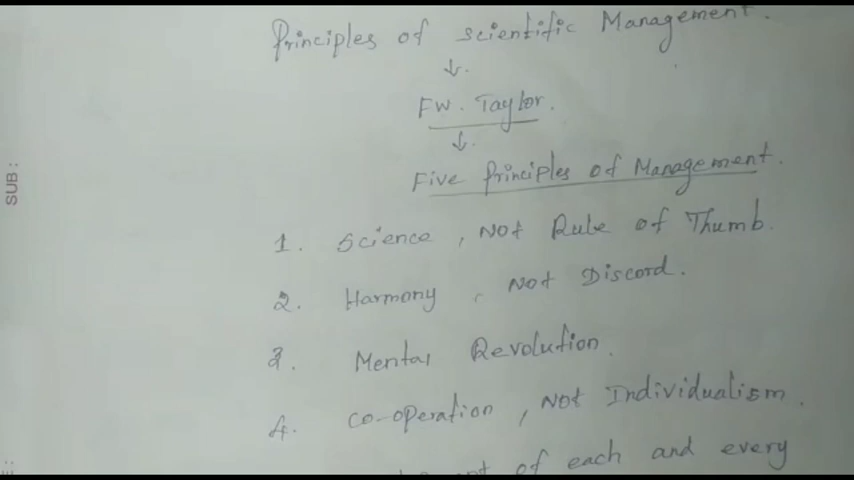 Principles of scientific Management.
↓
FW. Taylor.
↓.
Five principles of Management.
1. Science, Not Rule of Thumb.
2. Harmony, Not Discord.
3. Mental Revolution.
4. Co-operation, Not Individualism.
of each and every
SUB: